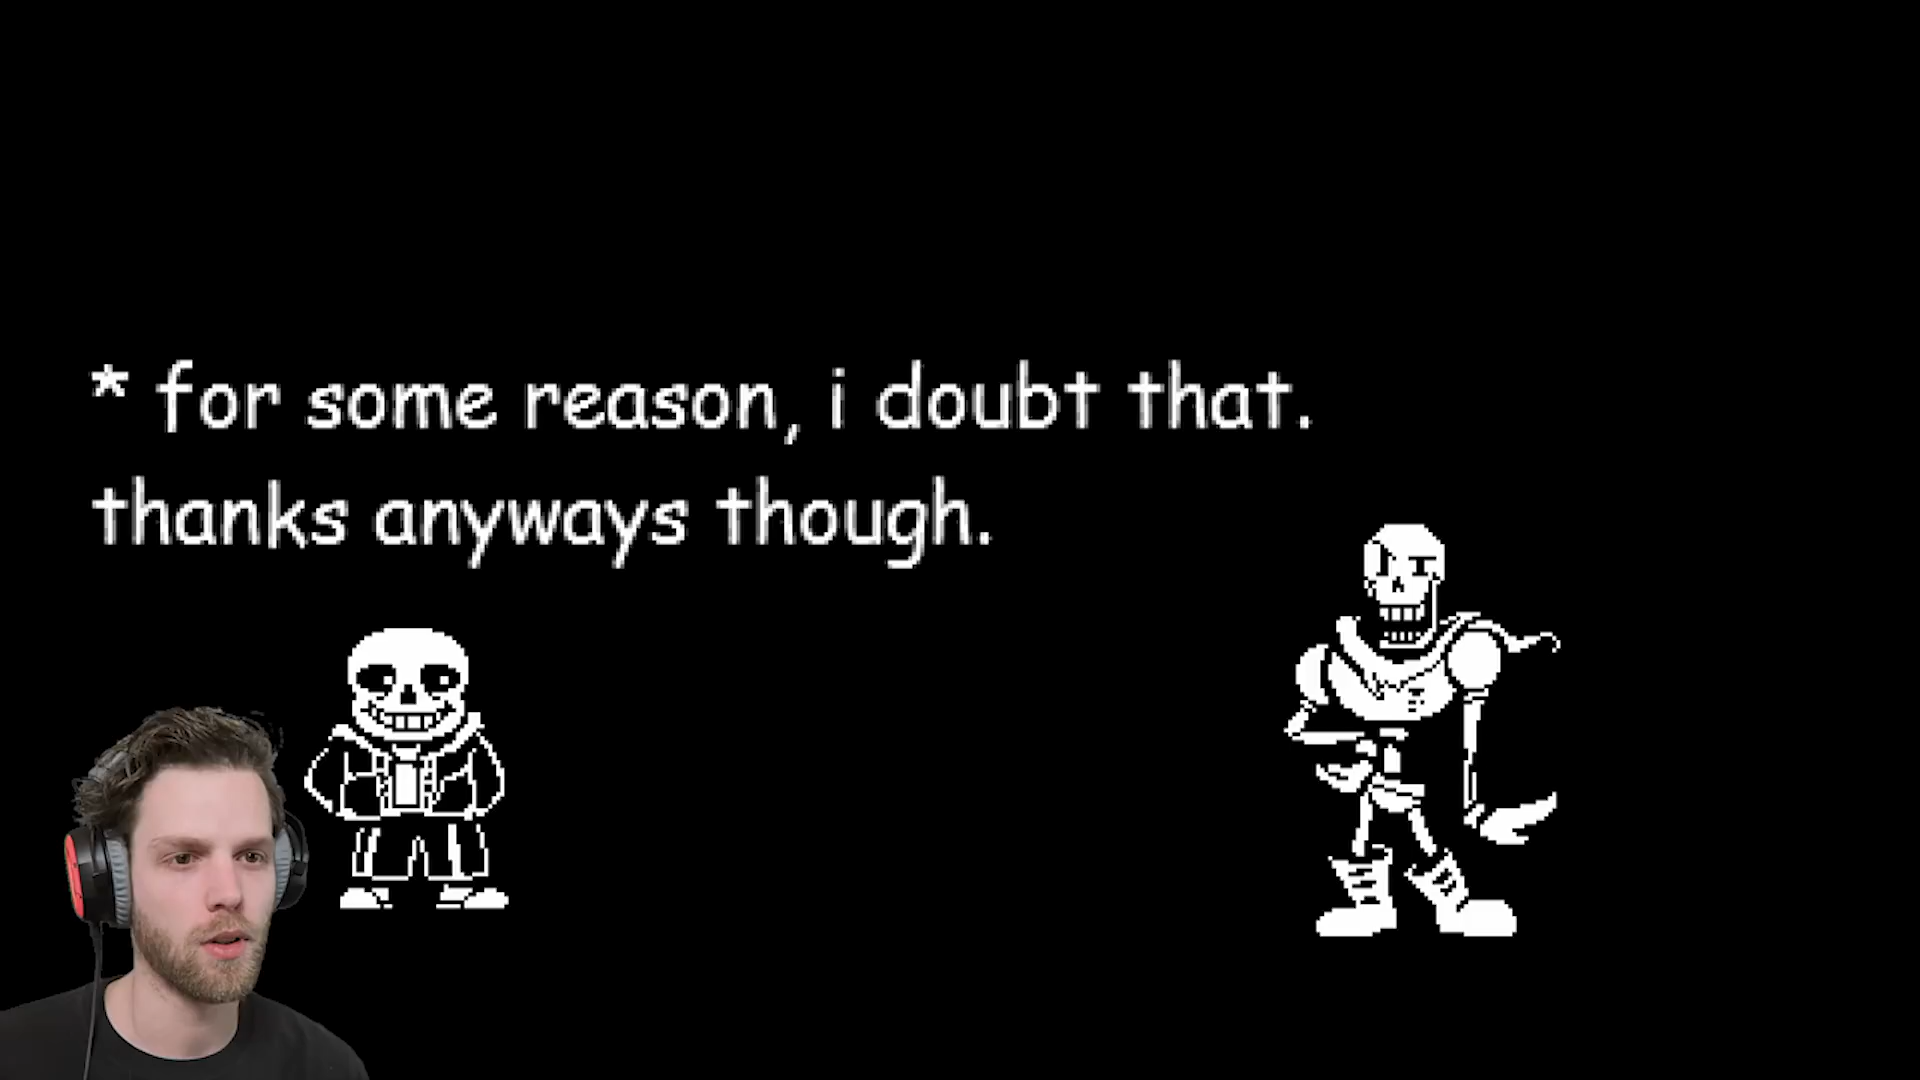 * for some reason, i doubt that.
thanks anyways though.